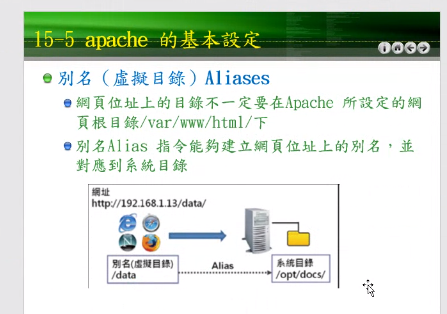 15-5 apache 的基本設定
別名（虛擬目錄）Aliases
網頁位址上的目錄不一定要在Apache 所設定的網
頁根目錄/var/www/html/下
別名Alias 指令能夠建立網頁位址上的別名，並
對應到系統目錄
網址
http://192.168.1.13/data/
別名(虛擬目錄)
/data
Alias
系統目錄
/opt/docs/